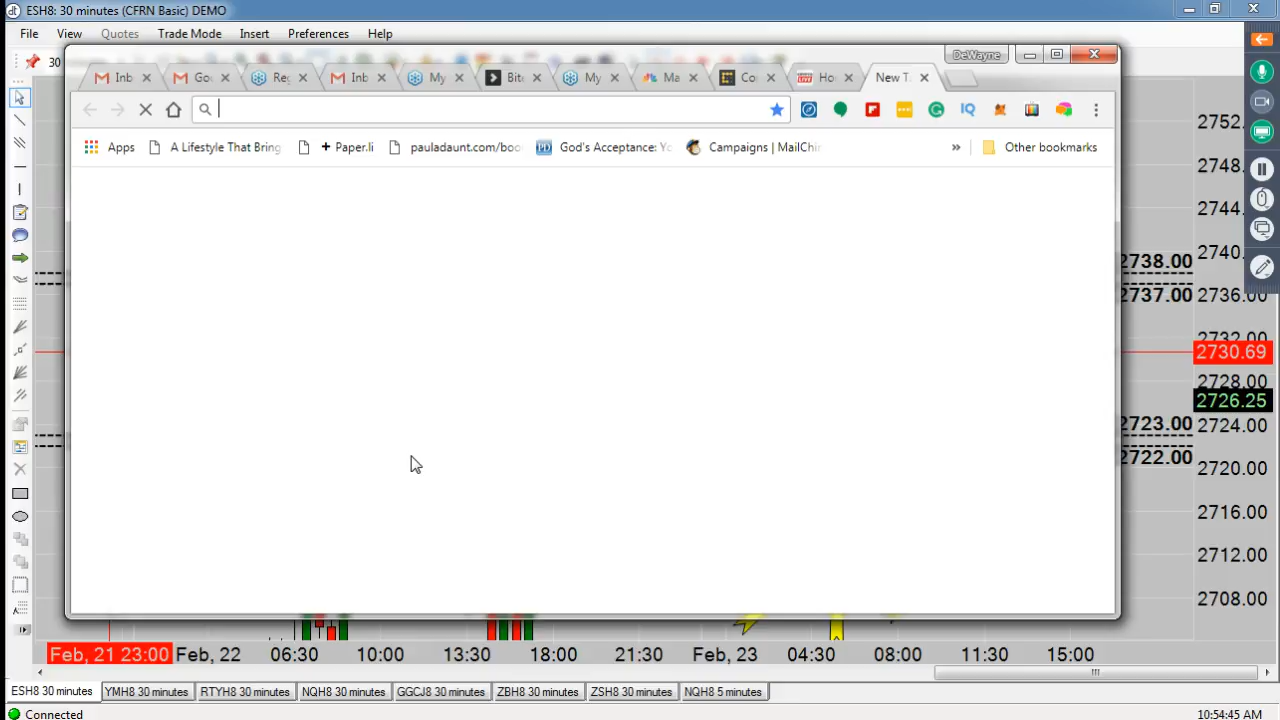 ESH8: 30 minutes (CFRN Basic) DEMO
File View Quotes Trade Mode Insert Preferences Help
30
DeWayne
Inb Go Re Inb My Bitc My Ma Co Ho New T
Apps A Lifestyle That Bring + Paper.li pauladaunt.com/boo God's Acceptance: Yo Campaigns | MailChin » Other bookmarks
2752.
2748.
2744.
2740.
2738.00
2737.00 2736.00
2732.00
2730.69
2728.00
2726.25
2723.00 2724.00
2722.00
2720.00
2716.00
2712.00
2708.00
Feb, 21 23:00 Feb, 22 06:30 10:00 13:30 18:00 21:30 Feb, 23 04:30 08:00 11:30 15:00
ESH8 30 minutes YMH8 30 minutes RTYH8 30 minutes NQH8 30 minutes GGCJ8 30 minutes ZBH8 30 minutes ZSH8 30 minutes NQH8 5 minutes
Connected 10:54:45 AM